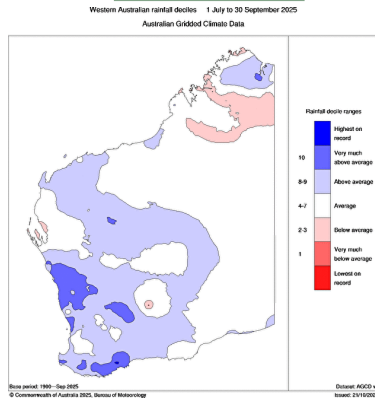 Western Australian rainfall deciles 1 July to 30 September 2025
Australian Gridded Climate Data
Rainfall decile ranges
Highest on
record
10 Very much
above average
8-9 Above average
4-7 Average
2-3 Below average
1 Very much
below average
Lowest on
record
Base period: 1900-Sep 2025
Dataset: AGCD v
© Commonwealth of Australia 2025, Bureau of Meteorology
Issued: 21/10/202